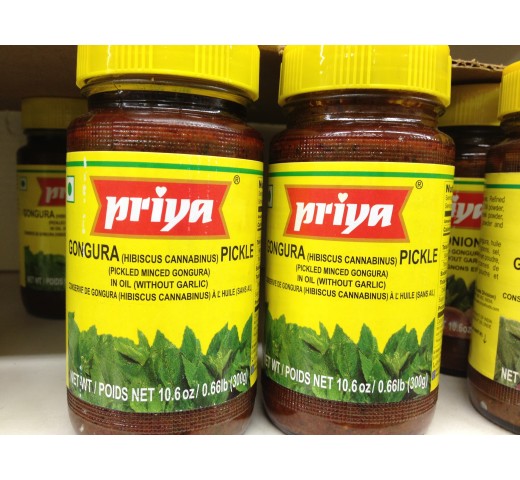 priya®
GONGURA (HIBISCUS CANNABINUS) PICKLE
(PICKLED MINCED GONGURA)
IN OIL (WITHOUT GARLIC)
CONSERVE DE GONGURA (HIBISCUS CANNABINUS) À L'HUILE (SANS AIL)
NET WT / POIDS NET 10.6 oz / 0.66lb (300g)
priya®
GONGURA (HIBISCUS CANNABINUS) PICKLE
(PICKLED MINCED GONGURA)
IN OIL (WITHOUT GARLIC)
CONSERVE DE GONGURA (HIBISCUS CANNABINUS) À L'HUILE (SANS AIL)
NET WT / POIDS NET 10.6 oz / 0.66lb (300g)
GONGURA
NET WT / POIDS